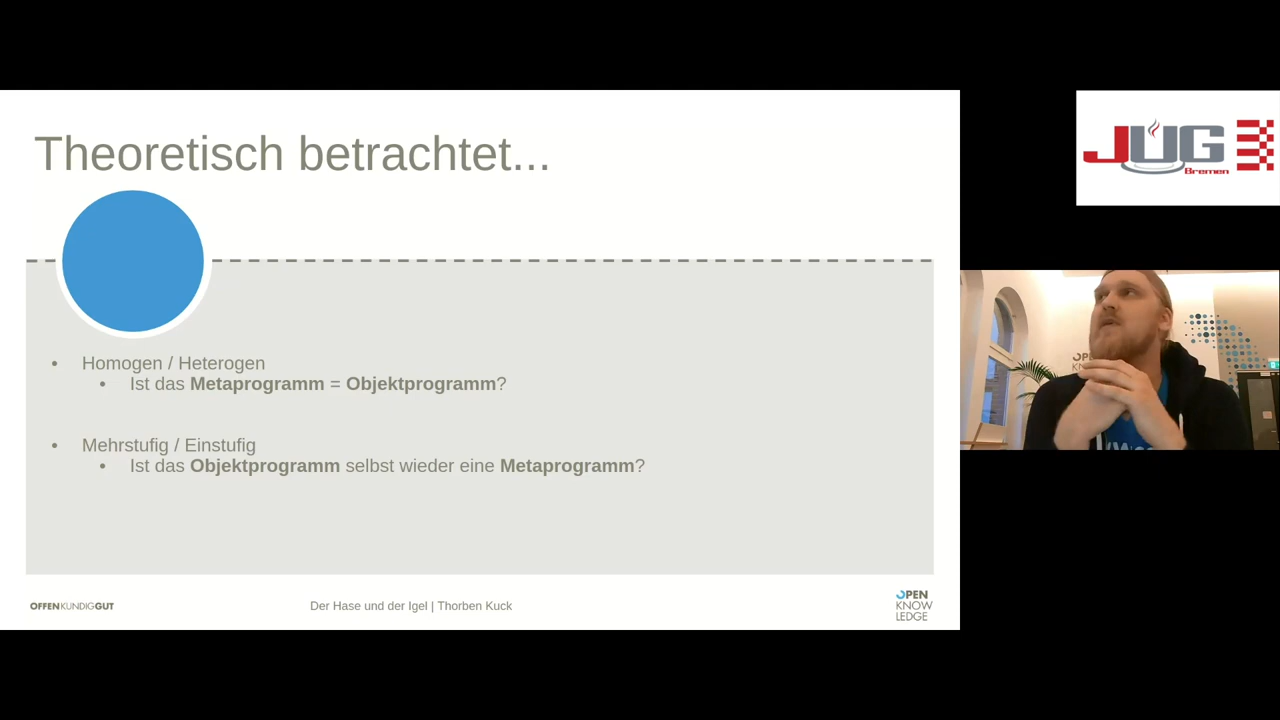 Theoretisch betrachtet...
• Homogen / Heterogen
• Ist das Metaprogramm = Objektprogramm?
• Mehrstufig / Einstufig
• Ist das Objektprogramm selbst wieder eine Metaprogramm?
OFFENKUNDIGGUT
Der Hase und der Igel | Thorben Kuck
OPEN
KNOW
LEDGE
JUG
Bremen